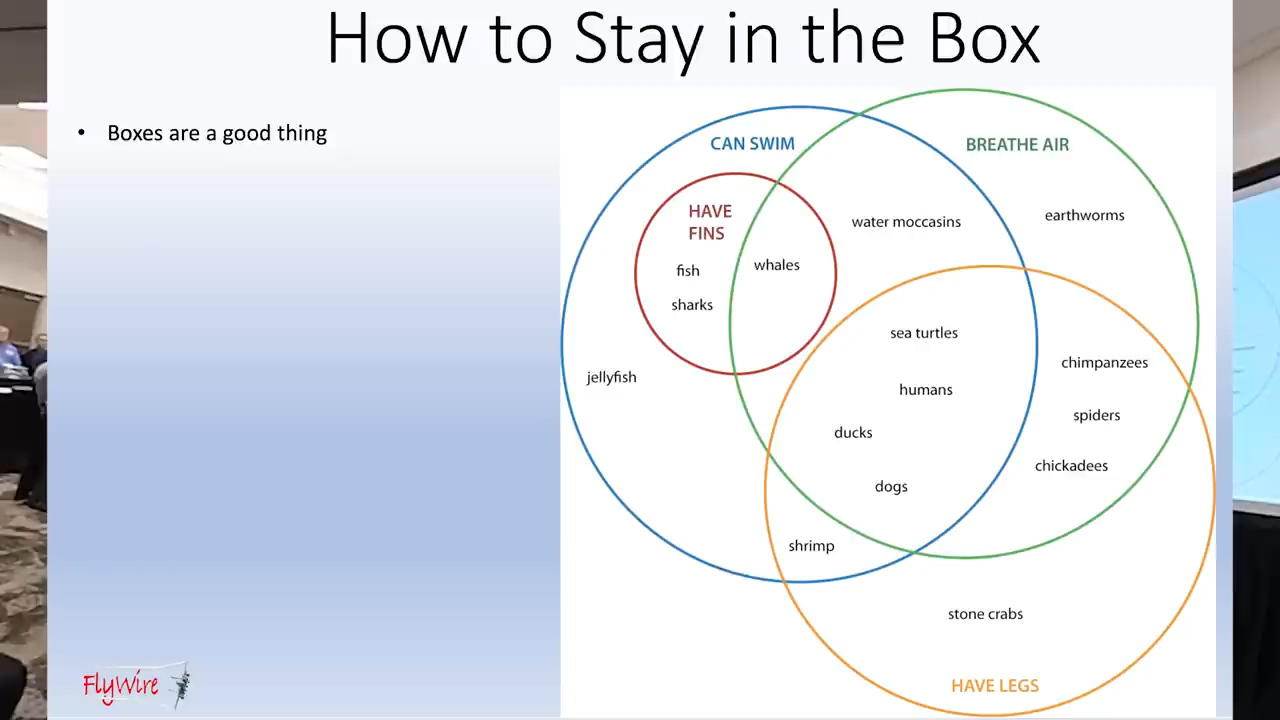 How to Stay in the Box
• Boxes are a good thing
CAN SWIM
BREATHE AIR
HAVE
FINS
water moccasins
earthworms
fish
whales
sharks
sea turtles
jellyfish
chimpanzees
humans
spiders
ducks
chickadees
dogs
shrimp
stone crabs
HAVE LEGS
FlyWire